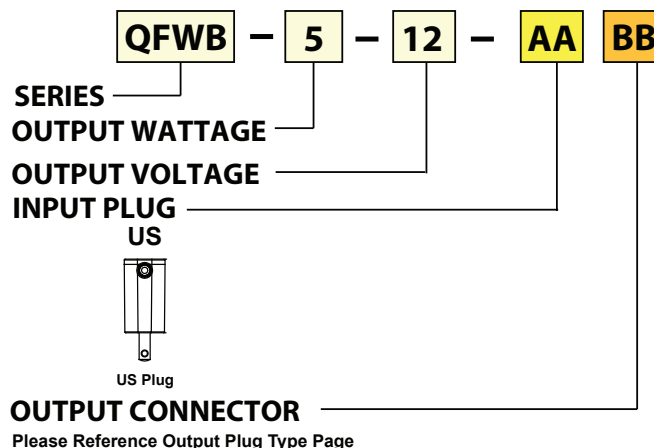 QFWB - 5 - 12 - AA BB
SERIES
OUTPUT WATTAGE
OUTPUT VOLTAGE
INPUT PLUG
US
US Plug
OUTPUT CONNECTOR
Please Reference Output Plug Type Page